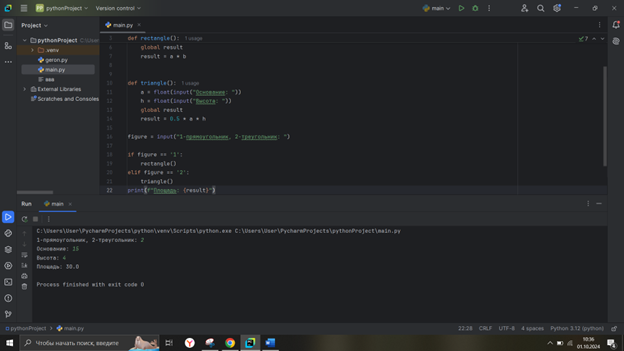 pythonProject
Version control
main
Project
main.py
pythonProject C:\Users\
.venv
geron.py
main.py
External Libraries
Scratches and Consoles
def rectangle(): 1 usage
global result
result = a * b
def triangle(): 1 usage
a = float(input("Основание: "))
h = float(input("Высота: "))
global result
result = 0.5 * a * h
figure = input("1-прямоугольник, 2-треугольник: ")
if figure == '1':
rectangle()
elif figure == '2':
triangle()
22 print(f"Площадь: {result}")
Run
main
C:\Users\User\PycharmProjects\python\venv\Scripts\python.exe C:\Users\User\PycharmProjects\pythonProject\main.py
1-прямоугольник, 2-треугольник: 2
Основание: 15
Высота: 4
Площадь: 30.0
Process finished with exit code 0
pythonProject > main.py
22:28 CRLF UTF-8 4 spaces Python 3.12 (python)
Чтобы начать поиск, введите
10:36
01.10.2024